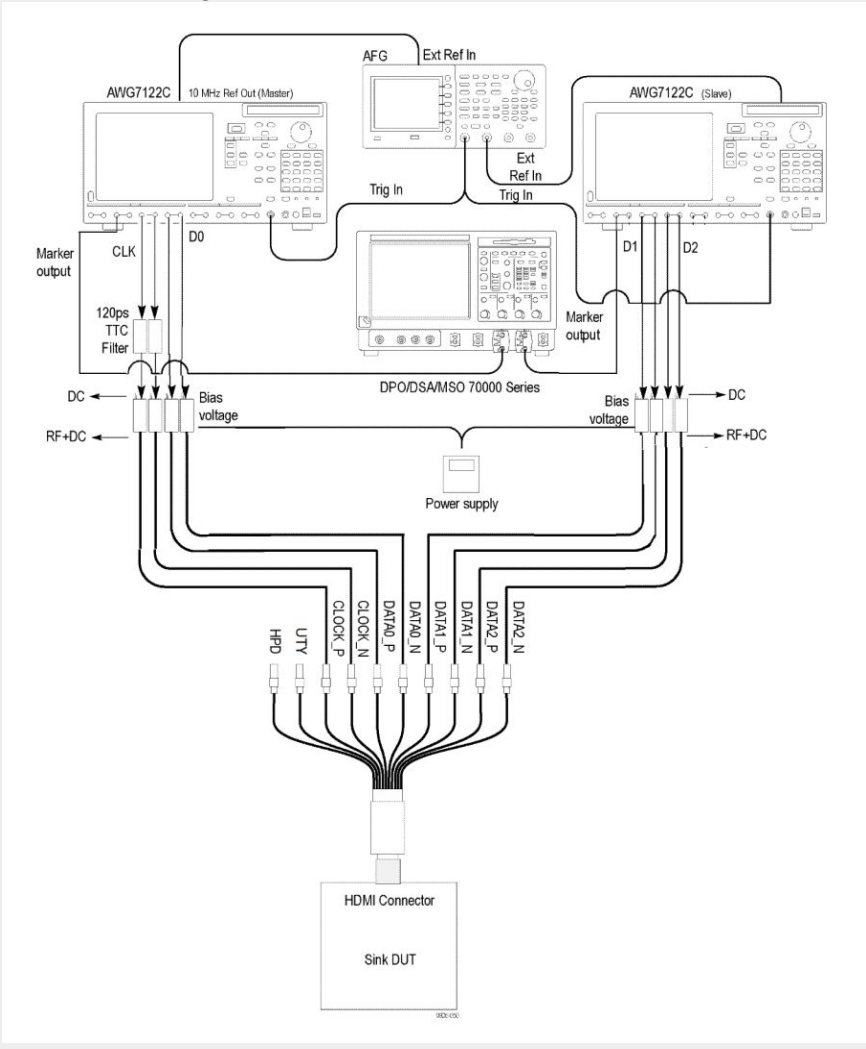 AFG
Ext Ref In
AWG7122C
10 MHz Ref Out (Master)
AWG7122C
(Slave)
Ext
Ref In
Trig In
Trig In
D0
D1
D2
Marker
output
CLK
120ps
TTC
Filter
Marker
output
DPO/DSA/MSO 70000 Series
DC
Bias
voltage
RF+DC
Bias
voltage
DC
RF+DC
Power supply
HPD
UTY
CLOCK_P
CLOCK_N
DATA0_P
DATA0_N
DATA1_P
DATA1_N
DATA2_P
DATA2_N
HDMI Connector
Sink DUT